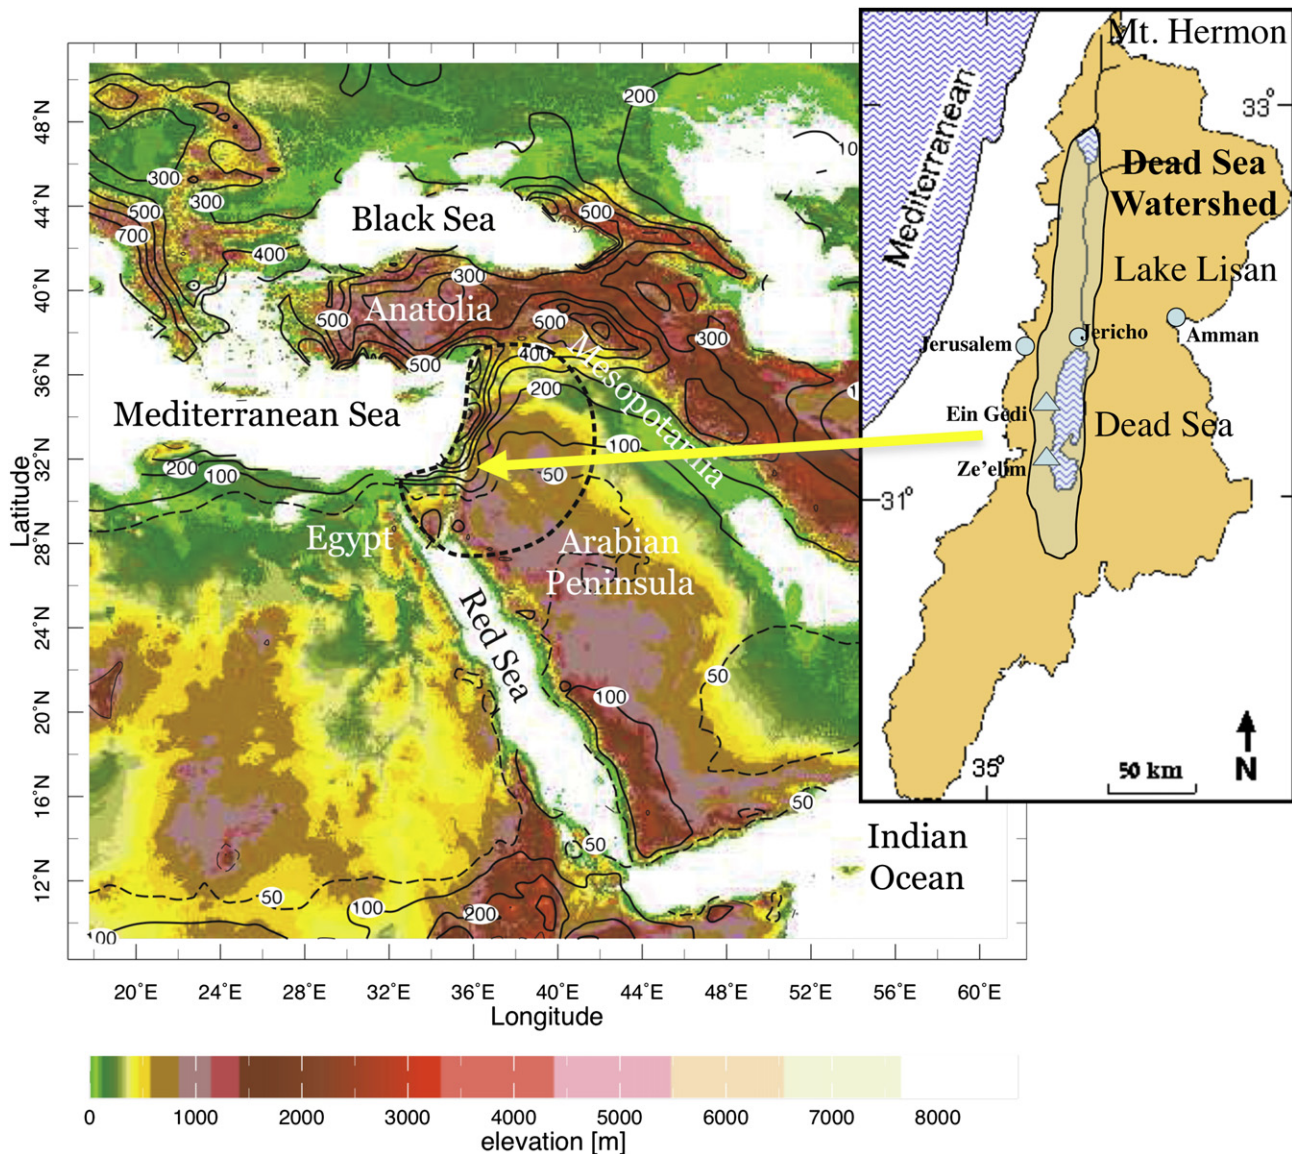 Mt. Hermon
33°
Mediterranean
Dead Sea
Watershed
Lake Lisan
Jericho
Amman
Jerusalem
Ein Gedi
Dead Sea
Ze'elim
31°
35°
50 km
N
48°N
44°N
40°N
36°N
32°N
28°N
24°N
20°N
16°N
12°N
Latitude
200
300
300
500
700
400
500
Black Sea
300
Anatolia
500
500
500
300
400
200
Mesopotamia
Mediterranean Sea
200
100
100
50
Egypt
Arabian
Peninsula
Red Sea
50
100
50
50
Indian
Ocean
50
100
200
100
20°E
24°E
28°E
32°E
36°E
40°E
44°E
48°E
52°E
56°E
60°E
Longitude
0
1000
2000
3000
4000
5000
6000
7000
8000
elevation [m]